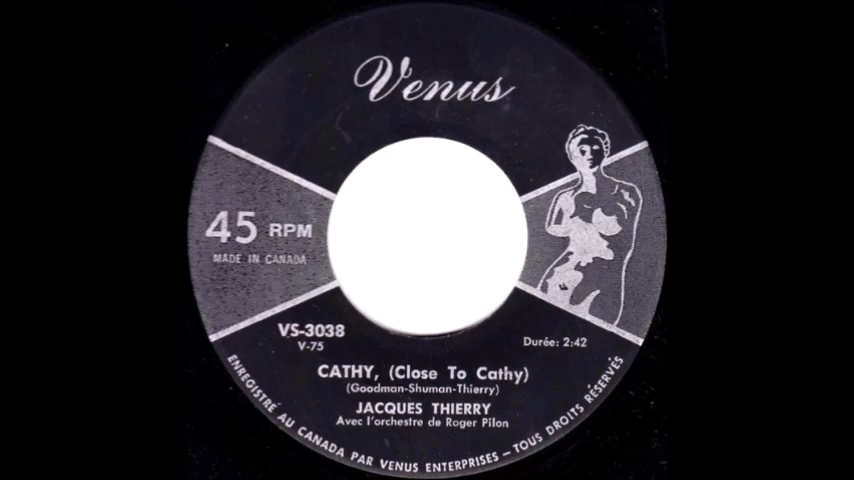 Venus
45 RPM
MADE IN CANADA
VS-3038
V-75
Durée: 2:42
CATHY, (Close To Cathy)
(Goodman-Shuman-Thierry)
JACQUES THIERRY
Avec l'orchestre de Roger Pilon
ENREGISTRÉ AU CANADA PAR VENUS ENTERPRISES – TOUS DROITS RÉSERVÉS